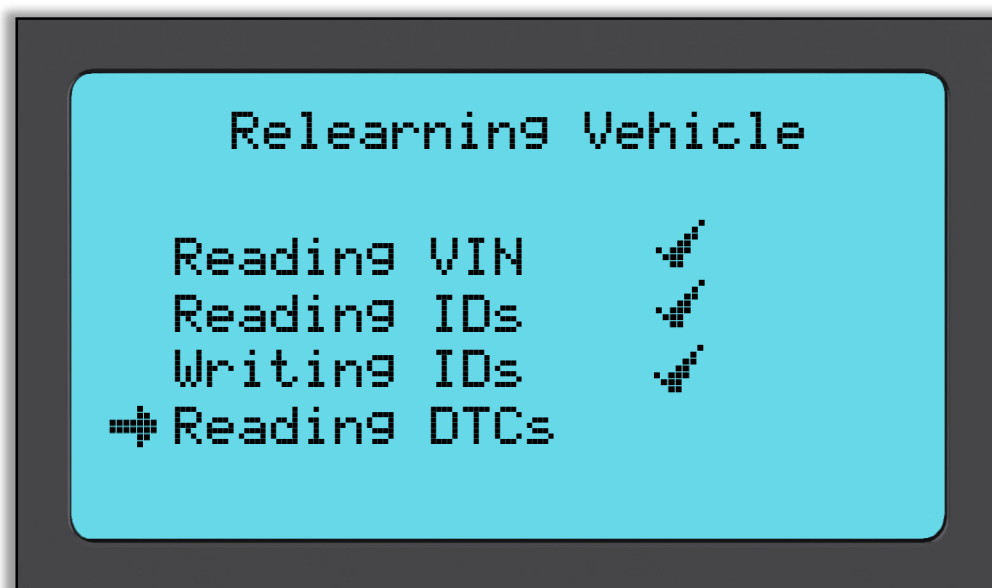 Relearning Vehicle
Reading VIN
Reading IDs
Writing IDs
Reading DTCs